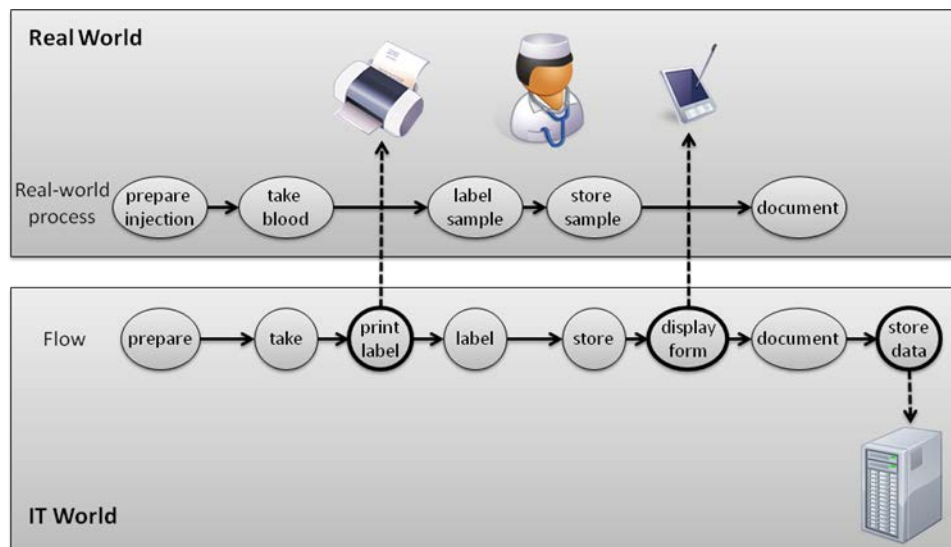 Real World
Real-world
process
prepare
injection
take
blood
label
sample
store
sample
document
Flow
prepare
take
print
label
label
store
display
form
document
store
data
IT World